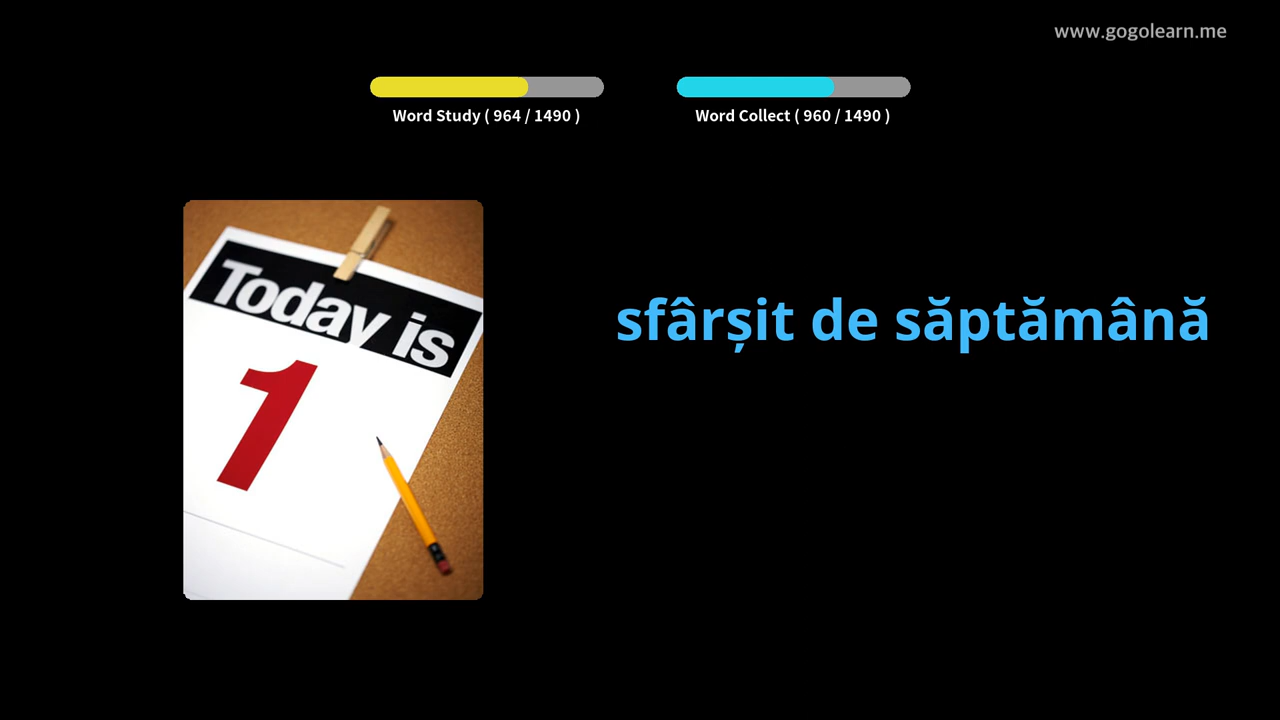 www.gogolearn.me
Word Study ( 964 / 1490 )
Word Collect ( 960 / 1490 )
Today is
1
sfârșit de săptămână